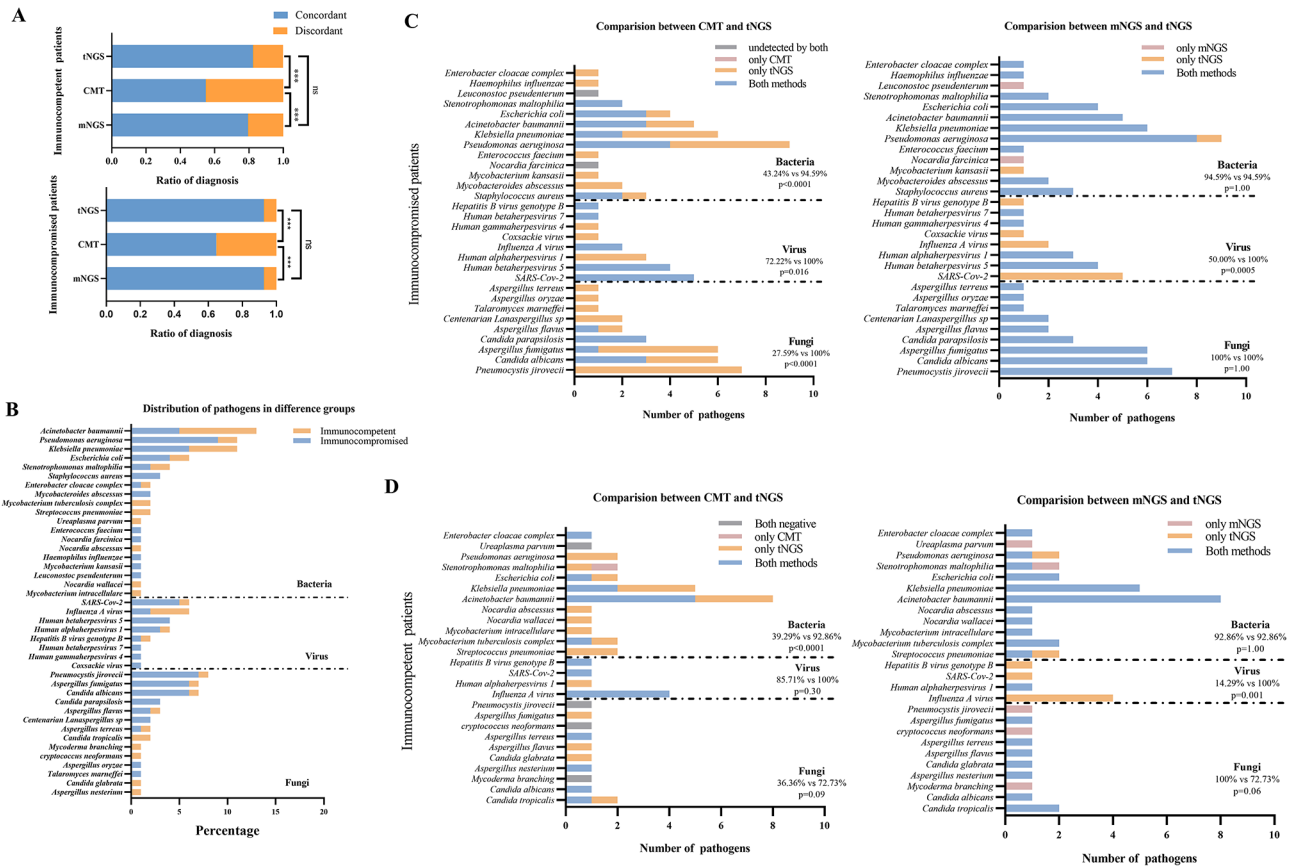 A
Concordant
Discordant
Immunocompetent patients
tNGS
CMT
mNGS
***
***
ns
0.0 0.2 0.4 0.6 0.8 1.0
Ratio of diagnosis
Immunocompromised patients
tNGS
CMT
mNGS
***
***
ns
0.0 0.2 0.4 0.6 0.8 1.0
Ratio of diagnosis
B
Distribution of pathogens in difference groups
Immunocompetent
Immunocompromised
Acinetobacter baumannii
Pseudomonas aeruginosa
Klebsiella pneumoniae
Escherichia coli
Stenotrophomonas maltophilia
Staphylococcus aureus
Enterobacter cloacae complex
Mycobacteroides abscessus
Mycobacterium tuberculosis complex
Streptococcus pneumoniae
Ureaplasma parvum
Enterococcus faecium
Nocardia farcinica
Nocardia abscessus
Haemophilus influenzae
Mycobacterium kansasii
Leuconostoc pseudenterum
Nocardia wallacei
Mycobacterium intracellulare
Bacteria
SARS-Cov-2
Influenza A virus
Human betaherpesvirus 5
Human alphaherpesvirus 1
Hepatitis B virus genotype B
Human betaherpesvirus 7
Human gammaherpesvirus 4
Coxsackie virus
Virus
Pneumocystis jirovecii
Aspergillus fumigatus
Candida albicans
Candida parapsilosis
Aspergillus flavus
Centenarian Lanaspergillus sp
Aspergillus terreus
Candida tropicalis
Mycoderma branching
cryptococcus neoformans
Aspergillus oryzae
Talaromyces marneffei
Candida glabrata
Aspergillus nesterium
Fungi
0 5 10 15 20
Percentage
C
Immunocompromised patients
Comparision between CMT and tNGS
undetected by both
only CMT
only tNGS
Both methods
Enterobacter cloacae complex
Haemophilus influenzae
Leuconostoc pseudenterum
Stenotrophomonas maltophilia
Escherichia coli
Acinetobacter baumannii
Klebsiella pneumoniae
Pseudomonas aeruginosa
Enterococcus faecium
Nocardia farcinica
Mycobacterium kansasii
Mycobacteroides abscessus
Staphylococcus aureus
Bacteria
43.24% vs 94.59%
p<0.0001
Hepatitis B virus genotype B
Human betaherpesvirus 7
Human gammaherpesvirus 4
Coxsackie virus
Influenza A virus
Human alphaherpesvirus 1
Human betaherpesvirus 5
SARS-Cov-2
Virus
72.22% vs 100%
p=0.016
Aspergillus terreus
Aspergillus oryzae
Talaromyces marneffei
Centenarian Lanaspergillus sp
Aspergillus flavus
Candida parapsilosis
Aspergillus fumigatus
Candida albicans
Pneumocystis jirovecii
Fungi
27.59% vs 100%
p<0.0001
0 2 4 6 8 10
Number of pathogens
Comparision between mNGS and tNGS
only mNGS
only tNGS
Both methods
Enterobacter cloacae complex
Haemophilus influenzae
Leuconostoc pseudenterum
Stenotrophomonas maltophilia
Escherichia coli
Acinetobacter baumannii
Klebsiella pneumoniae
Pseudomonas aeruginosa
Enterococcus faecium
Nocardia farcinica
Mycobacterium kansasii
Mycobacteroides abscessus
Staphylococcus aureus
Bacteria
94.59% vs 94.59%
p=1.00
Hepatitis B virus genotype B
Human betaherpesvirus 7
Human gammaherpesvirus 4
Coxsackie virus
Influenza A virus
Human alphaherpesvirus 1
Human betaherpesvirus 5
SARS-Cov-2
Virus
50.00% vs 100%
p=0.0005
Aspergillus terreus
Aspergillus oryzae
Talaromyces marneffei
Centenarian Lanaspergillus sp
Aspergillus flavus
Candida parapsilosis
Aspergillus fumigatus
Candida albicans
Pneumocystis jirovecii
Fungi
100% vs 100%
p=1.00
0 2 4 6 8 10
Number of pathogens
D
Immunocompetent patients
Comparision between CMT and tNGS
Both negative
only CMT
only tNGS
Both methods
Enterobacter cloacae complex
Ureaplasma parvum
Pseudomonas aeruginosa
Stenotrophomonas maltophilia
Escherichia coli
Klebsiella pneumoniae
Acinetobacter baumannii
Nocardia abscessus
Nocardia wallacei
Mycobacterium intracellulare
Mycobacterium tuberculosis complex
Streptococcus pneumoniae
Bacteria
39.29% vs 92.86%
p<0.0001
Hepatitis B virus genotype B
SARS-Cov-2
Human alphaherpesvirus 1
Influenza A virus
Virus
85.71% vs 100%
p=0.30
Pneumocystis jirovecii
Aspergillus fumigatus
cryptococcus neoformans
Aspergillus terreus
Aspergillus flavus
Candida glabrata
Aspergillus nesterium
Mycoderma branching
Candida albicans
Candida tropicalis
Fungi
36.36% vs 72.73%
p=0.09
0 2 4 6 8 10
Number of pathogens
Comparision between mNGS and tNGS
only mNGS
only tNGS
Both methods
Enterobacter cloacae complex
Ureaplasma parvum
Pseudomonas aeruginosa
Stenotrophomonas maltophilia
Escherichia coli
Klebsiella pneumoniae
Acinetobacter baumannii
Nocardia abscessus
Nocardia wallacei
Mycobacterium intracellulare
Mycobacterium tuberculosis complex
Streptococcus pneumoniae
Bacteria
92.86% vs 92.86%
p=1.00
Hepatitis B virus genotype B
SARS-Cov-2
Human alphaherpesvirus 1
Influenza A virus
Virus
14.29% vs 100%
p=0.001
Pneumocystis jirovecii
Aspergillus fumigatus
cryptococcus neoformans
Aspergillus terreus
Aspergillus flavus
Candida glabrata
Aspergillus nesterium
Mycoderma branching
Candida albicans
Candida tropicalis
Fungi
100% vs 72.73%
p=0.06
0 2 4 6 8 10
Number of pathogens